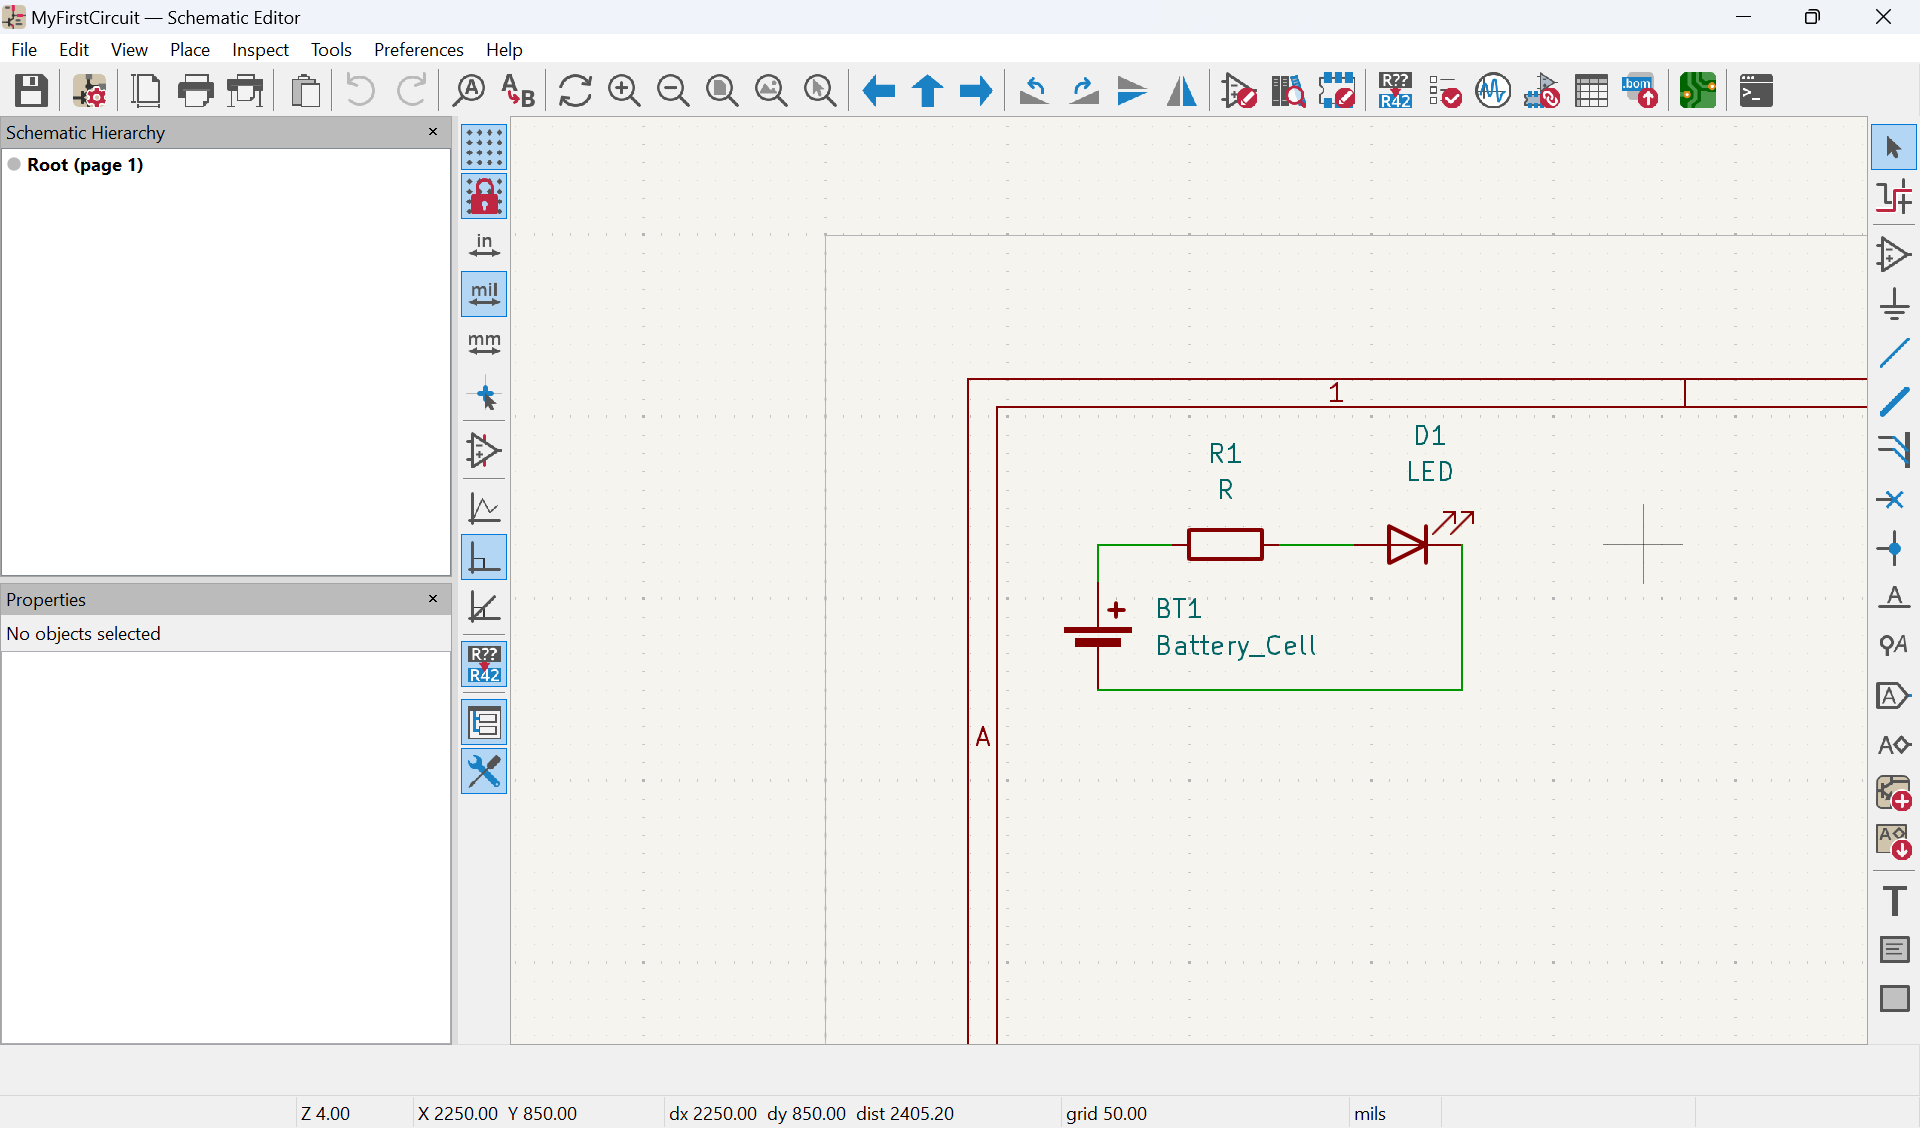 MyFirstCircuit — Schematic Editor
File Edit View Place Inspect Tools Preferences Help
A
A B
R?? R42
.bom
>_
Schematic Hierarchy ×
Root (page 1)
in
mil
mm
R??
R42
Properties ×
No objects selected
1
A
R1
R
D1
LED
+
BT1
Battery_Cell
A
A
A
A
A
T
Z 4.00 X 2250.00 Y 850.00 dx 2250.00 dy 850.00 dist 2405.20 grid 50.00 mils